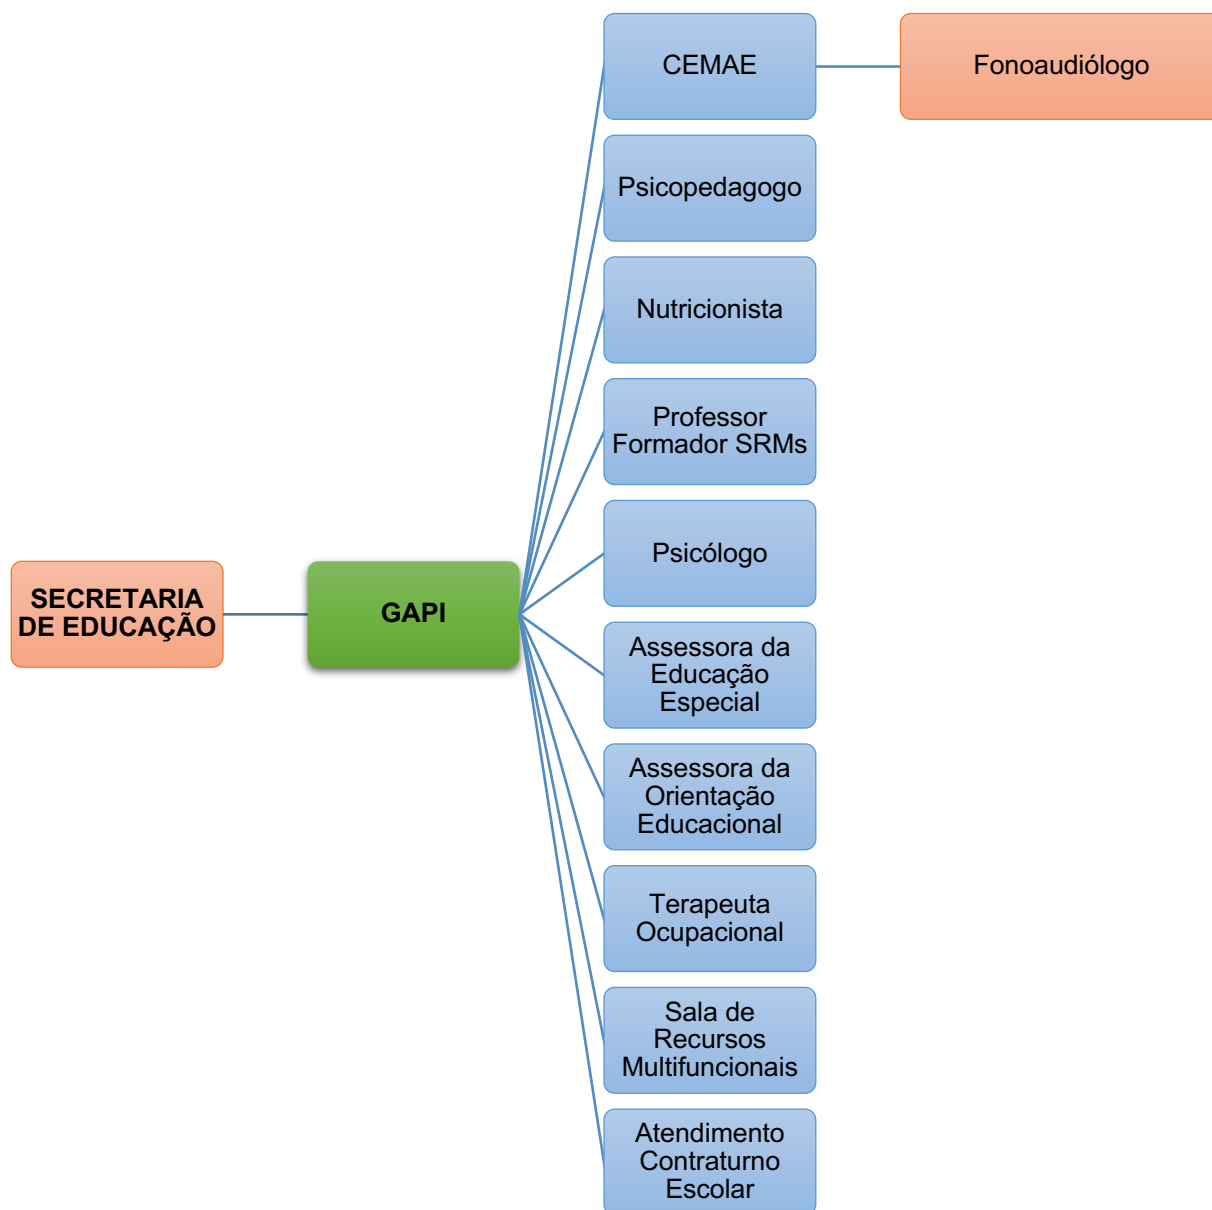 CEMAE
Fonoaudiólogo
Psicopedagogo
Nutricionista
Professor
Formador SRMs
Psicólogo
SECRETARIA
DE EDUCAÇÃO
GAPI
Assessora da
Educação
Especial
Assessora da
Orientação
Educacional
Terapeuta
Ocupacional
Sala de
Recursos
Multifuncionais
Atendimento
Contraturno
Escolar